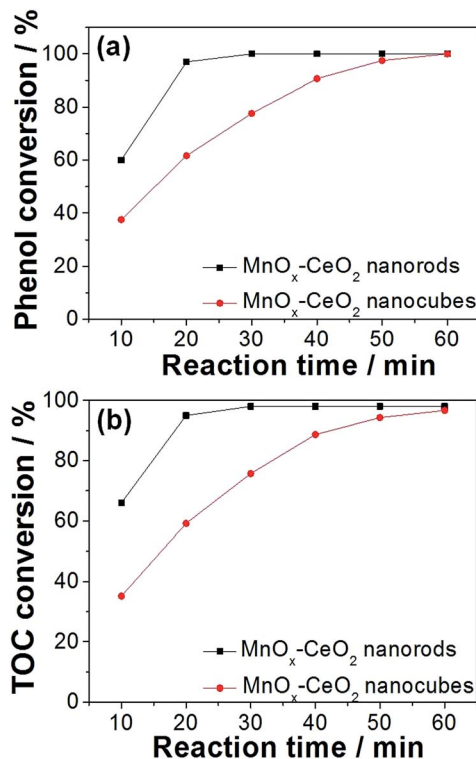 (a)
Phenol conversion / %
100
80
60
40
20
0
MnOₓ-CeO₂ nanorods
MnOₓ-CeO₂ nanocubes
10 20 30 40 50 60
Reaction time / min
(b)
TOC conversion / %
100
80
60
40
20
0
MnOₓ-CeO₂ nanorods
MnOₓ-CeO₂ nanocubes
10 20 30 40 50 60
Reaction time / min